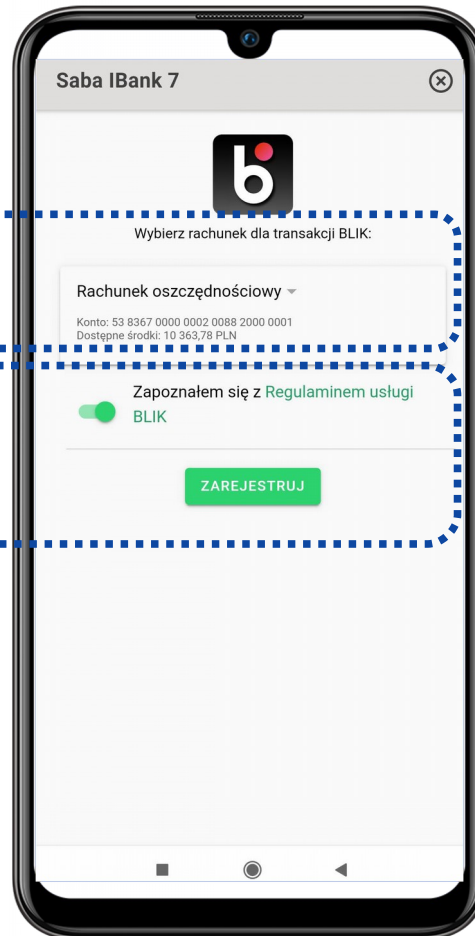 Saba IBank 7
Wybierz rachunek dla transakcji BLIK:
Rachunek oszczędnościowy
Konto: 53 8367 0000 0002 0088 2000 0001
Dostępne środki: 10 363,78 PLN
Zapoznałem się z Regulaminem usługi
BLIK
ZAREJESTRUJ